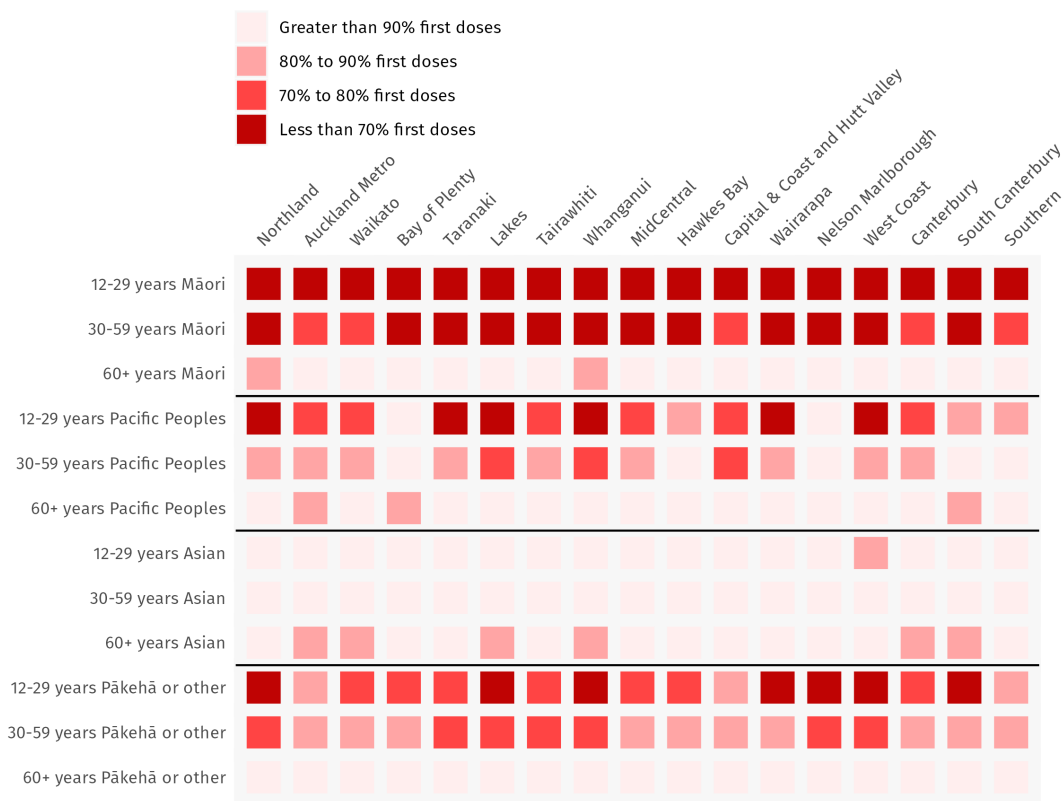 Greater than 90% first doses
80% to 90% first doses
70% to 80% first doses
Less than 70% first doses
Northland
Auckland Metro
Waikato
Bay of Plenty
Taranaki
Lakes
Tairawhiti
Whanganui
MidCentral
Hawkes Bay
Capital & Coast and Hutt Valley
Wairarapa
Nelson Marlborough
West Coast
Canterbury
South Canterbury
Southern
12-29 years Māori
30-59 years Māori
60+ years Māori
12-29 years Pacific Peoples
30-59 years Pacific Peoples
60+ years Pacific Peoples
12-29 years Asian
30-59 years Asian
60+ years Asian
12-29 years Pākehā or other
30-59 years Pākehā or other
60+ years Pākehā or other